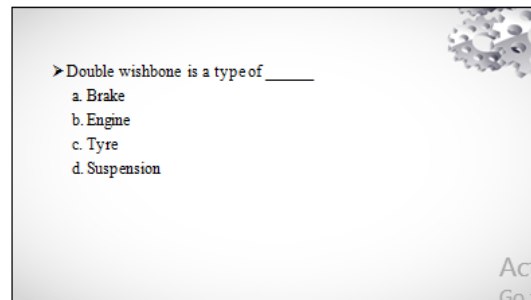 ➤Double wishbone is a type of ______
a. Brake
b. Engine
c. Tyre
d. Suspension